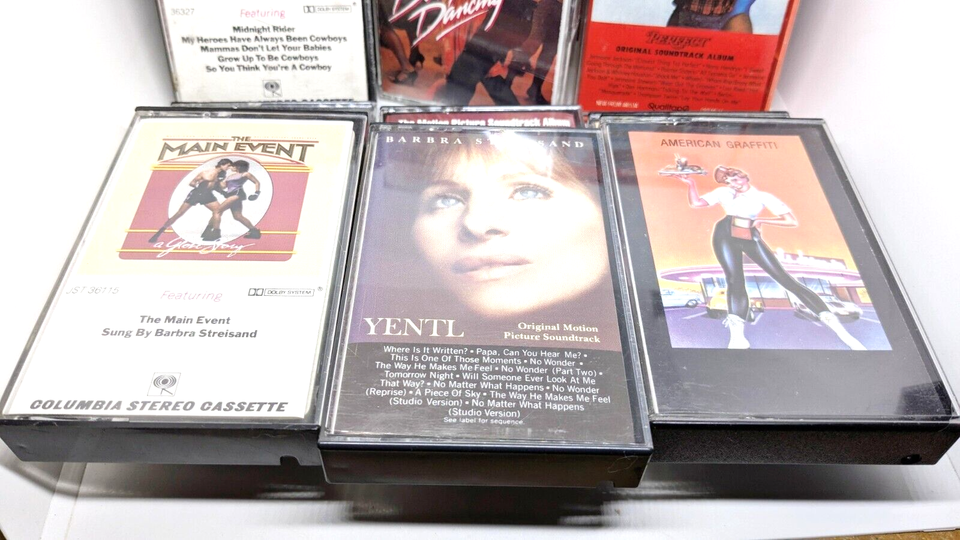 36327
Featuring
DOLBY SYSTEM
Midnight Rider
My Heroes Have Always Been Cowboys
Mammas Don't Let Your Babies
Grow Up To Be Cowboys
So You Think You're A Cowboy
Dancing
"PERFECT"
ORIGINAL SOUNDTRACK ALBUM
The Motion Picture Soundtrack Album
THE
MAIN EVENT
a Glove Story
JST 36115
Featuring
DOLBY SYSTEM
®
The Main Event
Sung By Barbra Streisand
COLUMBIA STEREO CASSETTE
BARBRA STREISAND
YENTL
Original Motion
Picture Soundtrack
Where Is It Written? • Papa, Can You Hear Me? •
This Is One Of Those Moments • No Wonder •
The Way He Makes Me Feel • No Wonder (Part Two) •
Tomorrow Night • Will Someone Ever Look At Me
That Way? • No Matter What Happens • No Wonder
(Reprise) • A Piece Of Sky • The Way He Makes Me Feel
(Studio Version) • No Matter What Happens
(Studio Version)
See label for sequence.
AMERICAN GRAFFITI